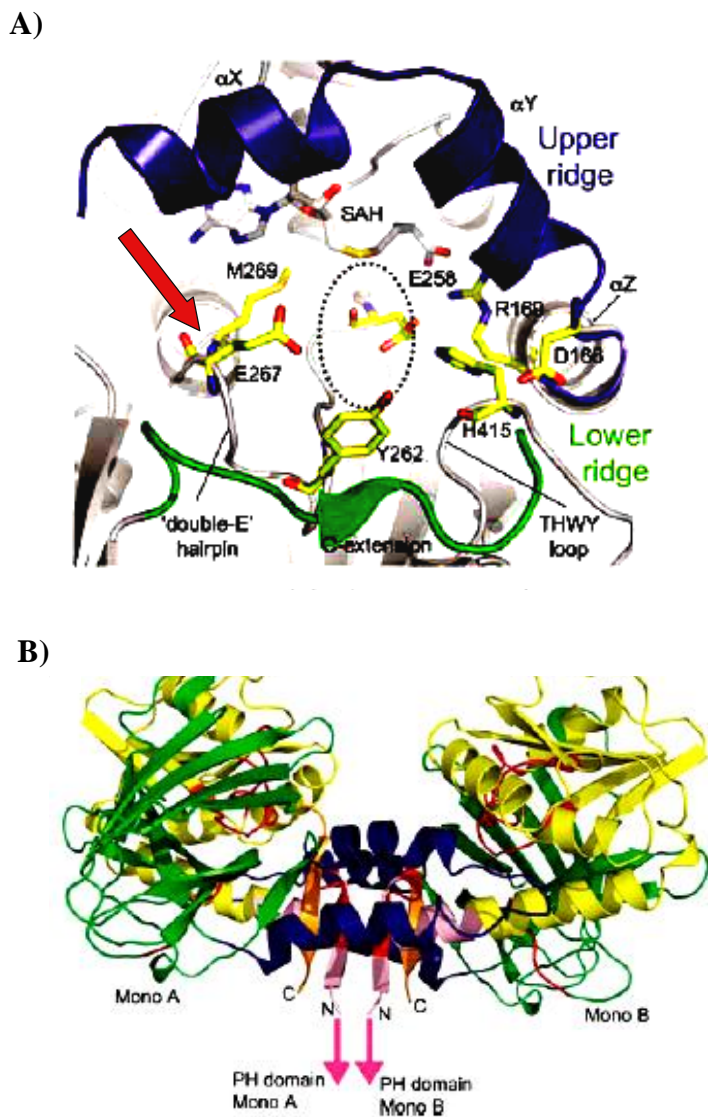 A)
αX
αY
Upper
ridge
SAH
M269
E258
R169
αZ
E267
D166
Y262
H415
Lower
ridge
'double-E'
hairpin
C-extension
THWY
loop
B)
Mono A
C
N
N
C
Mono B
PH domain
Mono A
PH domain
Mono B